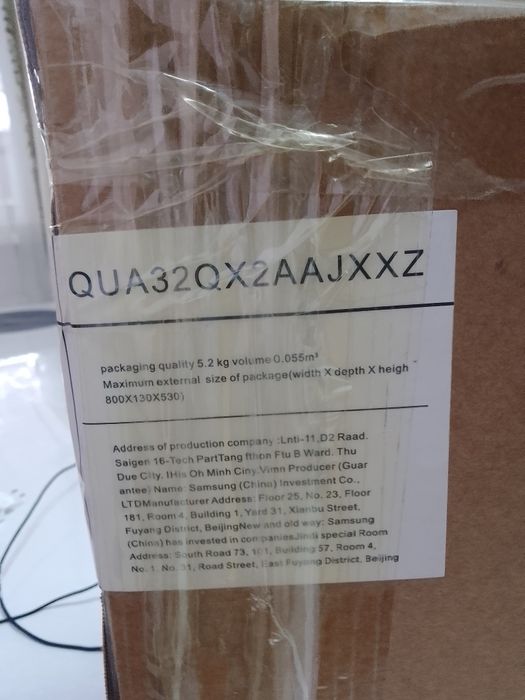 QUA32QX2AAJXXZ
packaging quality 5.2 kg volume 0.055m³
Maximum external size of package(width X depth X heigh
800X130X530)
Address of production company :Lnti-11,D2 Raad.
Saigen 16-Tech PartTang fthon Ftu B Ward. Thu
Due City. IHis Oh Minh Ciny.Vimn Producer (Guar
antee) Name: Samsung (China) Investment Co.,
LTDManufacturer Address: Floor 25, No. 23, Floor
181, Room 4, Building 1, Yard 31, Xianbu Street,
Fuyang District, BeijingNew and old way: Samsung
(China) has invested in companiesJindi special Room
Address: South Road 73, 101, Building 57, Room 4,
No. 1, No. 31, Road Street, East Fuyang District, Beijing